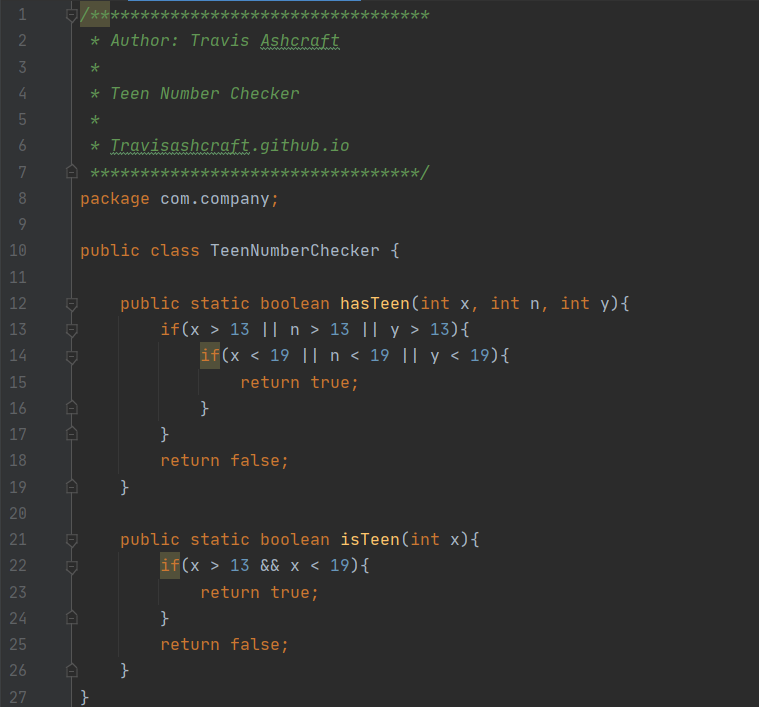 1 /**********************************
2  * Author: Travis Ashcraft
3  *
4  * Teen Number Checker
5  *
6  * Travisashcraft.github.io
7  *********************************/
8 package com.company;
9
10 public class TeenNumberChecker {
11
12     public static boolean hasTeen(int x, int n, int y){
13         if(x > 13 || n > 13 || y > 13){
14             if(x < 19 || n < 19 || y < 19){
15                 return true;
16             }
17         }
18         return false;
19     }
20
21     public static boolean isTeen(int x){
22         if(x > 13 && x < 19){
23             return true;
24         }
25         return false;
26     }
27 }